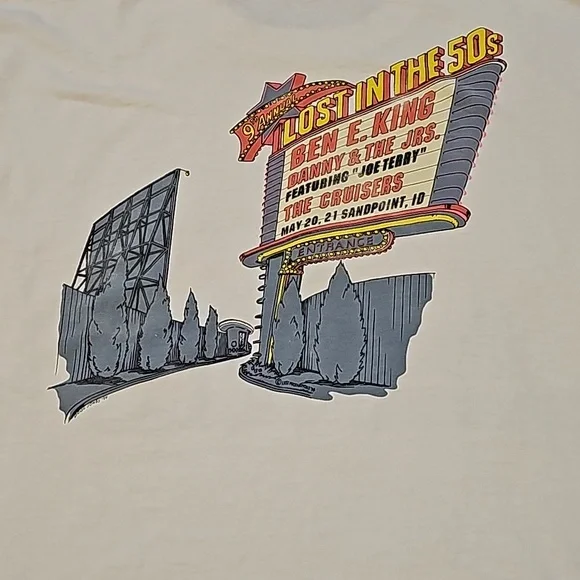 9th ANNUAL
LOST IN THE 50s
BEN E. KING
DANNY & THE JRS.
FEATURING "JOE TERRY"
THE CRUISERS
MAY-20, 21 SANDPOINT, ID
ENTRANCE